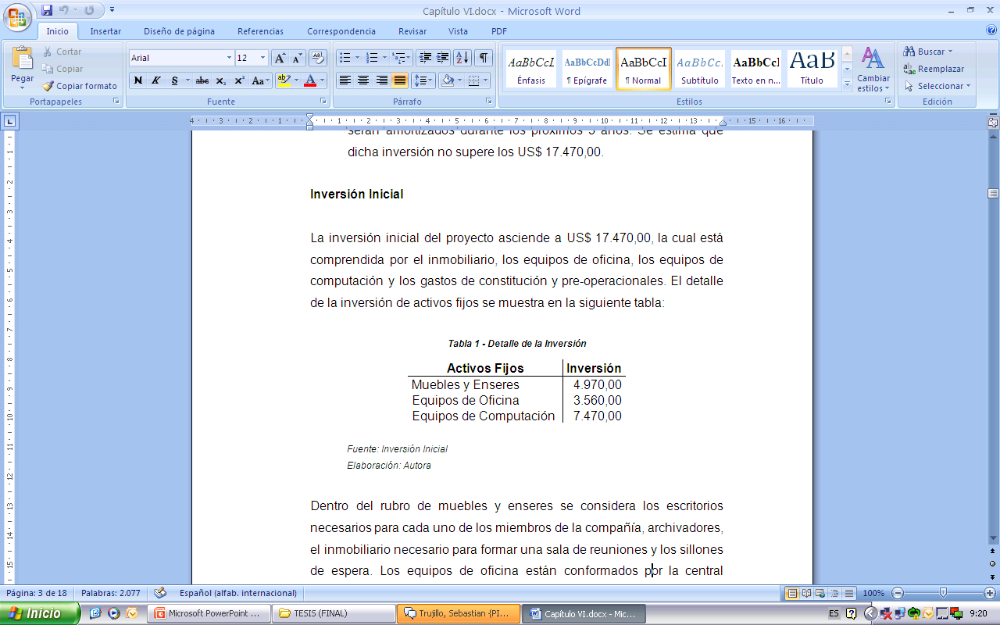 Capítulo VI.docx - Microsoft Word
Inicio Insertar Diseño de página Referencias Correspondencia Revisar Vista PDF
Pegar
Cortar
Copiar
Copiar formato
Portapapeles
Arial 12
N K S abc x₂ x² Aa
Fuente
Párrafo
AaBbCcI AaBbCcDd AaBbCcI AaBbCc. AaBbCcl AaB
Énfasis ¶ Epígrafe ¶ Normal Subtítulo Texto en n... Título
Cambiar estilos
Estilos
Buscar
Reemplazar
Seleccionar
Edición
4 3 2 1 1 2 3 4 5 6 7 8 9 10 11 12 13 15 16
serán amortizados durante los próximos 5 años. Se estima que
dicha inversión no supere los US$ 17.470,00.
Inversión Inicial
La inversión inicial del proyecto asciende a US$ 17.470,00, la cual está
comprendida por el inmobiliario, los equipos de oficina, los equipos de
computación y los gastos de constitución y pre-operacionales. El detalle
de la inversión de activos fijos se muestra en la siguiente tabla:
Tabla 1 - Detalle de la Inversión
Activos Fijos Inversión
Muebles y Enseres 4.970,00
Equipos de Oficina 3.560,00
Equipos de Computación 7.470,00
Fuente: Inversión Inicial
Elaboración: Autora
Dentro del rubro de muebles y enseres se considera los escritorios
necesarios para cada uno de los miembros de la compañía, archivadores,
el inmobiliario necesario para formar una sala de reuniones y los sillones
de espera. Los equipos de oficina están conformados por la central
Página: 3 de 18 Palabras: 2.077 Español (alfab. internacional) 100%
Inicio Microsoft PowerPoint ... TESIS (FINAL) Trujillo, Sebastian {PI... Capítulo VI.docx - Mic... ES 9:20